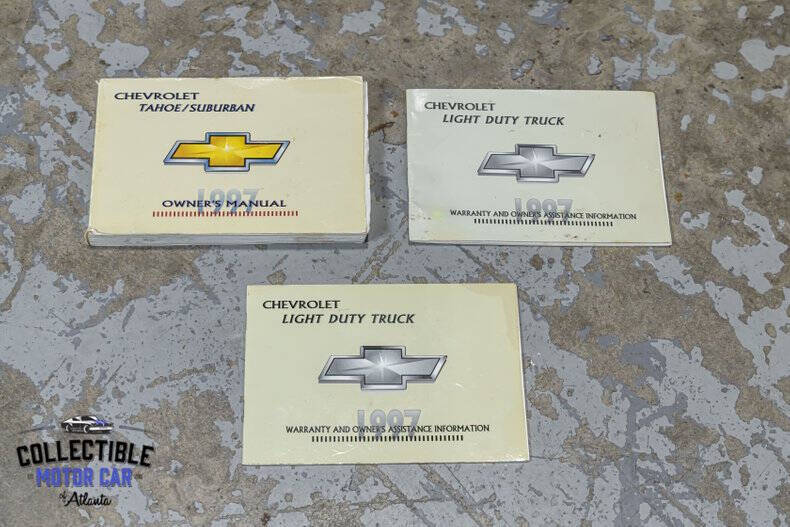 CHEVROLET
TAHOE/SUBURBAN
1997
OWNER'S MANUAL
CHEVROLET
LIGHT DUTY TRUCK
1997
WARRANTY AND OWNER'S ASSISTANCE INFORMATION
CHEVROLET
LIGHT DUTY TRUCK
1997
WARRANTY AND OWNER'S ASSISTANCE INFORMATION
COLLECTIBLE
MOTOR CAR
of Atlanta